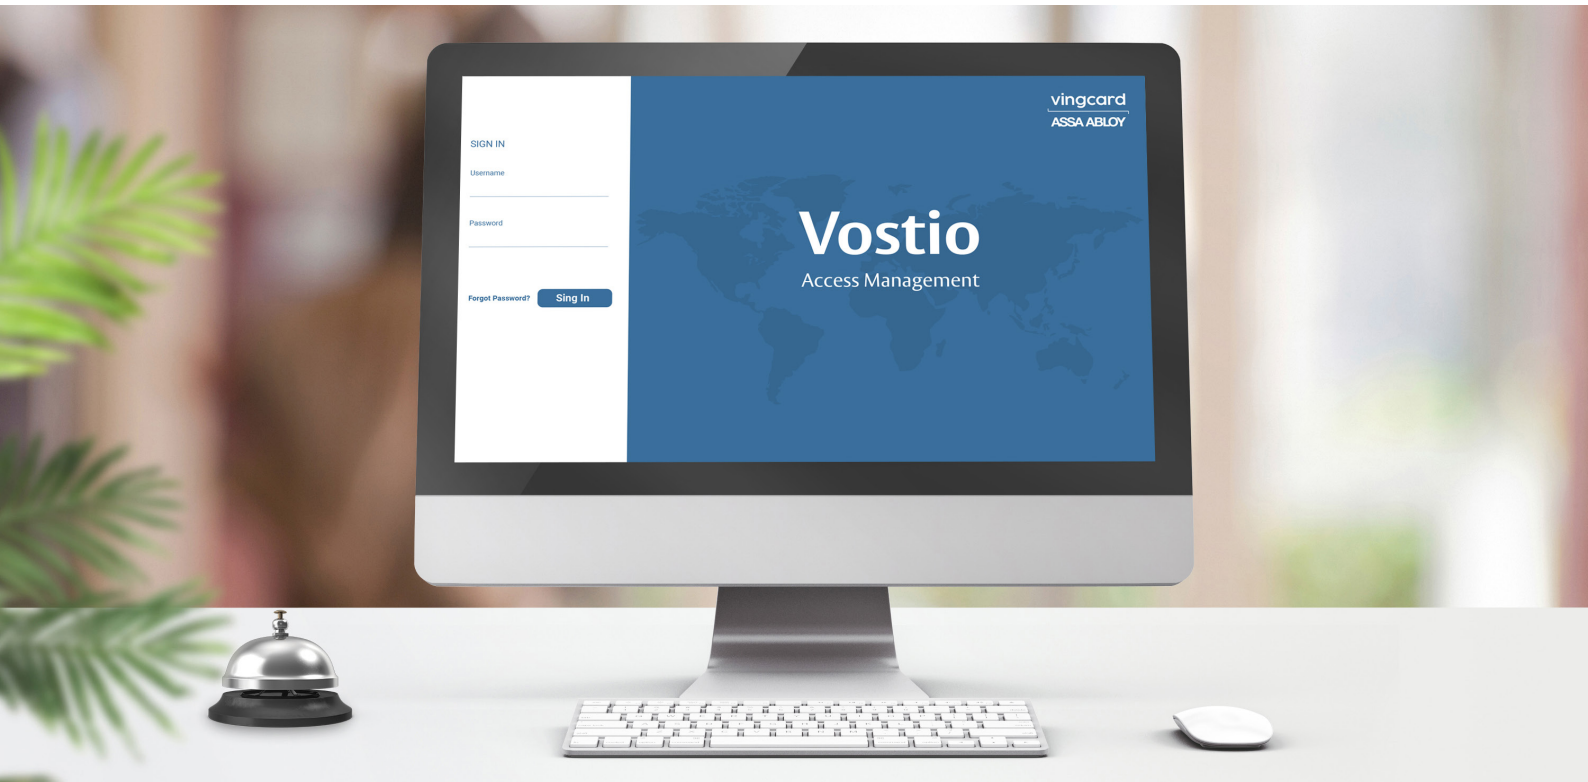 vingcard
ASSA ABLOY
SIGN IN
Username
Password
Forgot Password?
Sing In
Vostio
Access Management